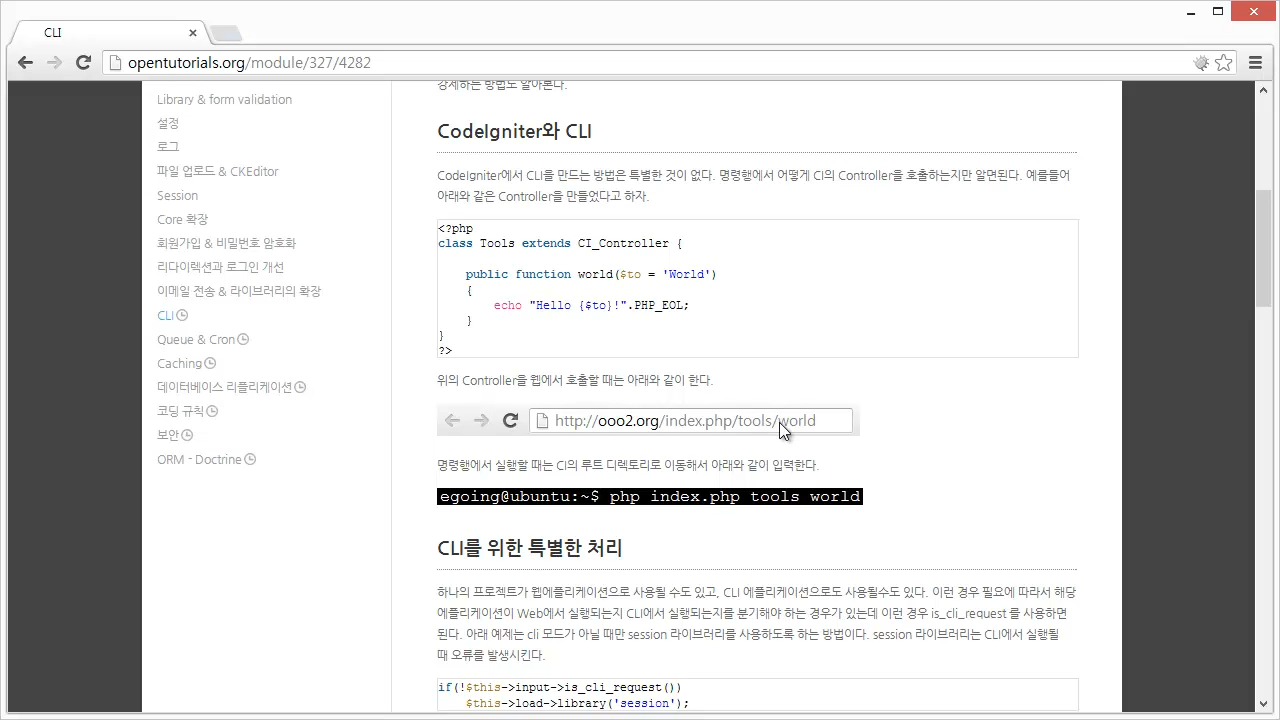 CLI
opentutorials.org/module/327/4282
Library & form validation
설정
로그
파일 업로드 & CKEditor
Session
Core 확장
회원가입 & 비밀번호 암호화
리다이렉션과 로그인 개선
이메일 전송 & 라이브러리의 확장
CLI
Queue & Cron
Caching
데이터베이스 리플리케이션
코딩 규칙
보안
ORM - Doctrine
강제하는 방법도 알아본다.
CodeIgniter와 CLI
CodeIgniter에서 CLI를 만드는 방법은 특별한 것이 없다. 명령행에서 어떻게 CI의 Controller을 호출하는지만 알면된다. 예를들어
아래와 같은 Controller을 만들었다고 하자.
<?php
class Tools extends CI_Controller {
public function world($to = 'World')
{
echo "Hello {$to}!".PHP_EOL;
}
}
?>
위의 Controller을 웹에서 호출할 때는 아래와 같이 한다.
http://ooo2.org/index.php/tools/world
명령행에서 실행할 때는 CI의 루트 디렉토리로 이동해서 아래와 같이 입력한다.
egoing@ubuntu:~$ php index.php tools world
CLI를 위한 특별한 처리
하나의 프로젝트가 웹에플리케이션으로 사용될 수도 있고, CLI 에플리케이션으로도 사용될수도 있다. 이런 경우 필요에 따라서 해당
에플리케이션이 Web에서 실행되는지 CLI에서 실행되는지를 분기해야 하는 경우가 있는데 이런 경우 is_cli_request 를 사용하면
된다. 아래 예제는 cli 모드가 아닐 때만 session 라이브러리를 사용하도록 하는 방법이다. session 라이브러리는 CLI에서 실행될
때 오류를 발생시킨다.
if(!$this->input->is_cli_request())
$this->load->library('session');